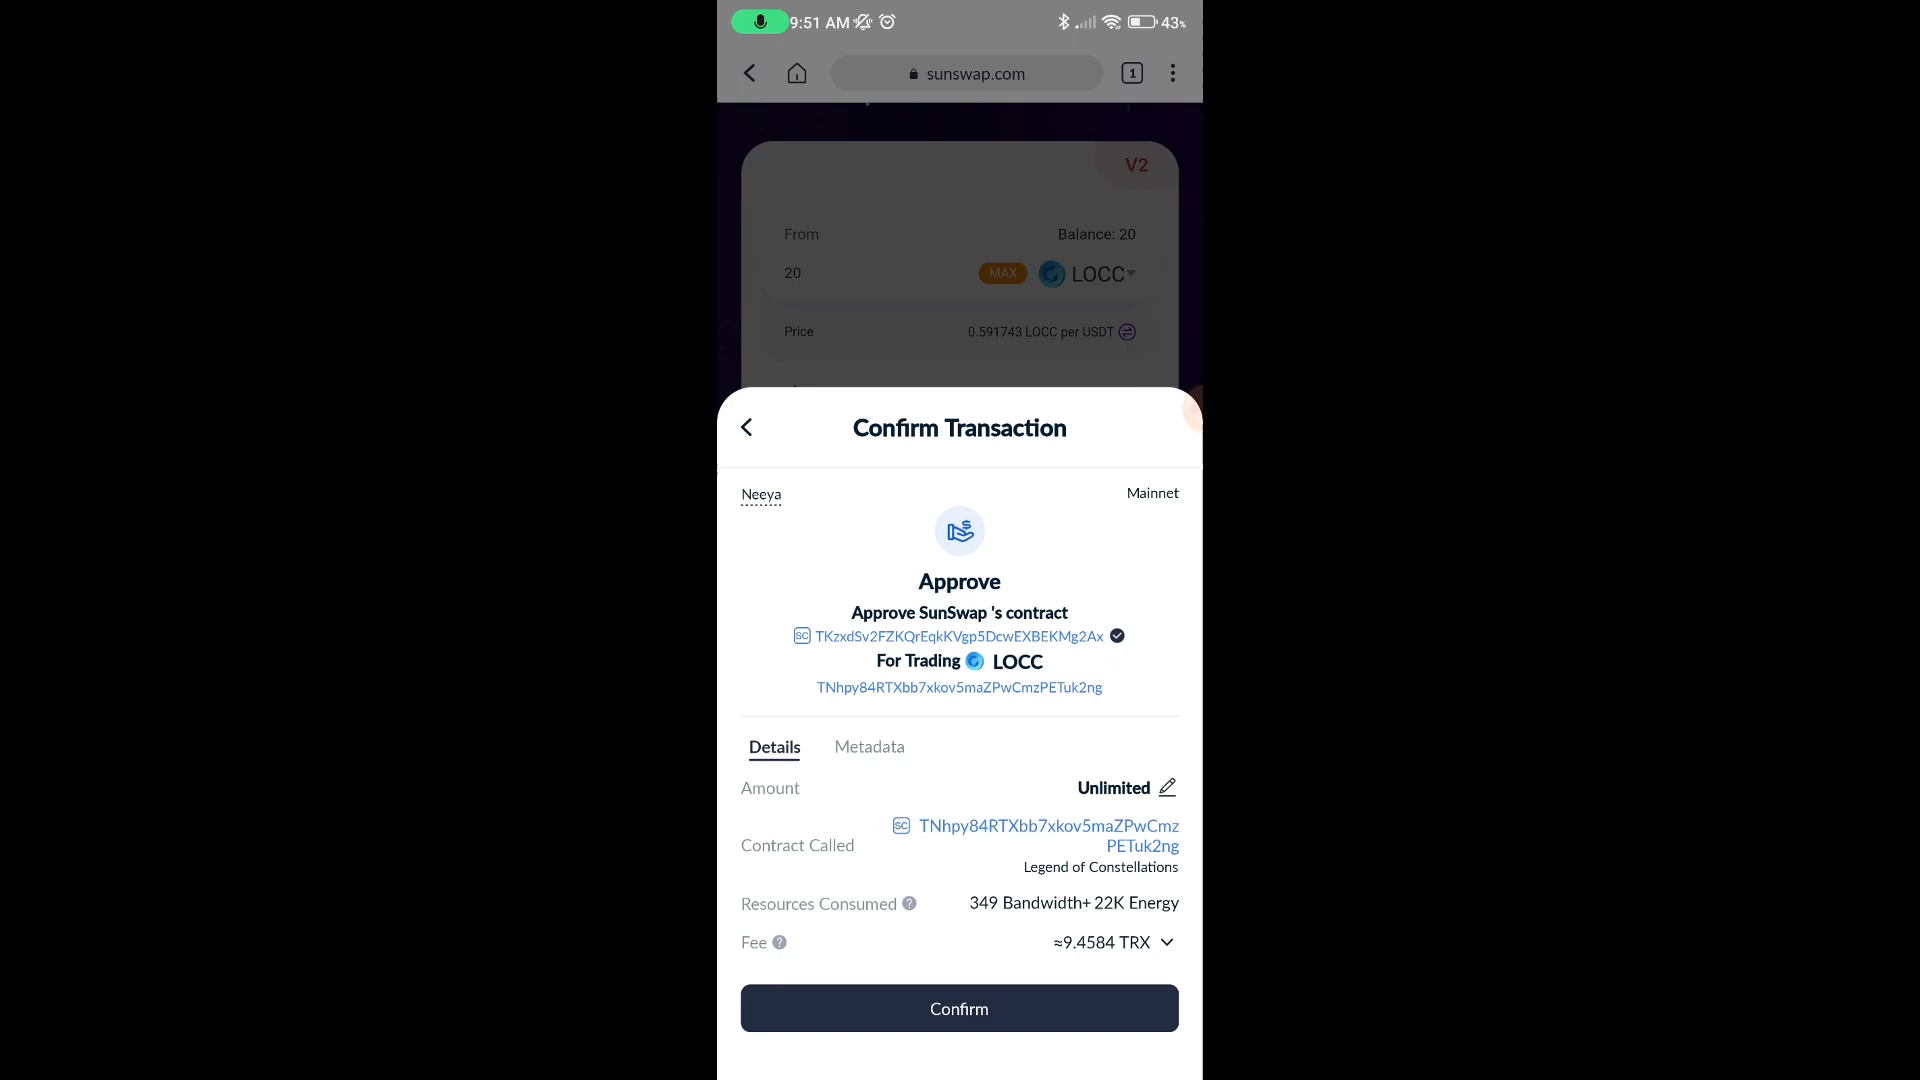 9:51 AM
43%
sunswap.com
1
V2
From
Balance: 20
20
MAX
LOCC
Price
0.591743 LOCC per USDT
Confirm Transaction
Neeya
Mainnet
Approve
Approve SunSwap 's contract
SC TKzxdSv2FZKQrEqkKVgp5DcwEXBEKMg2Ax
For Trading LOCC
TNhpy84RTXbb7xkov5maZPwCmzPETuk2ng
Details
Metadata
Amount
Unlimited
Contract Called
SC TNhpy84RTXbb7xkov5maZPwCmz
PETuk2ng
Legend of Constellations
Resources Consumed ?
349 Bandwidth+ 22K Energy
Fee ?
≈9.4584 TRX
Confirm